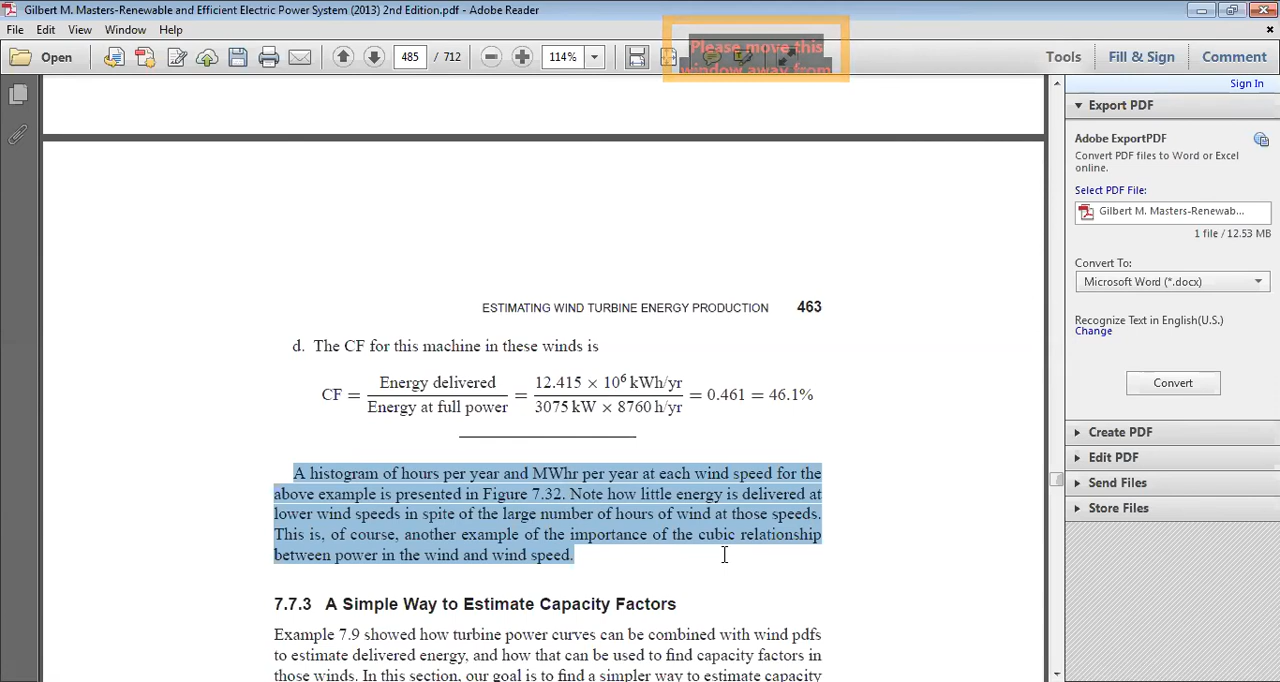 Gilbert M. Masters-Renewable and Efficient Electric Power System (2013) 2nd Edition.pdf - Adobe Reader
File Edit View Window Help
Open 485 / 712 114% Tools Fill & Sign Comment
Please move this
window away from
Sign In
Export PDF
Adobe ExportPDF
Convert PDF files to Word or Excel
online.
Select PDF File:
Gilbert M. Masters-Renewab...
1 file / 12.53 MB
Convert To:
Microsoft Word (*.docx)
Recognize Text in English(U.S.)
Change
Convert
Create PDF
Edit PDF
Send Files
Store Files
ESTIMATING WIND TURBINE ENERGY PRODUCTION 463
d. The CF for this machine in these winds is
CF = Energy delivered / Energy at full power = 12.415 × 10⁶ kWh/yr / 3075 kW × 8760 h/yr = 0.461 = 46.1%
A histogram of hours per year and MWhr per year at each wind speed for the
above example is presented in Figure 7.32. Note how little energy is delivered at
lower wind speeds in spite of the large number of hours of wind at those speeds.
This is, of course, another example of the importance of the cubic relationship
between power in the wind and wind speed.
7.7.3 A Simple Way to Estimate Capacity Factors
Example 7.9 showed how turbine power curves can be combined with wind pdfs
to estimate delivered energy, and how that can be used to find capacity factors in
those winds. In this section, our goal is to find a simpler way to estimate capacity